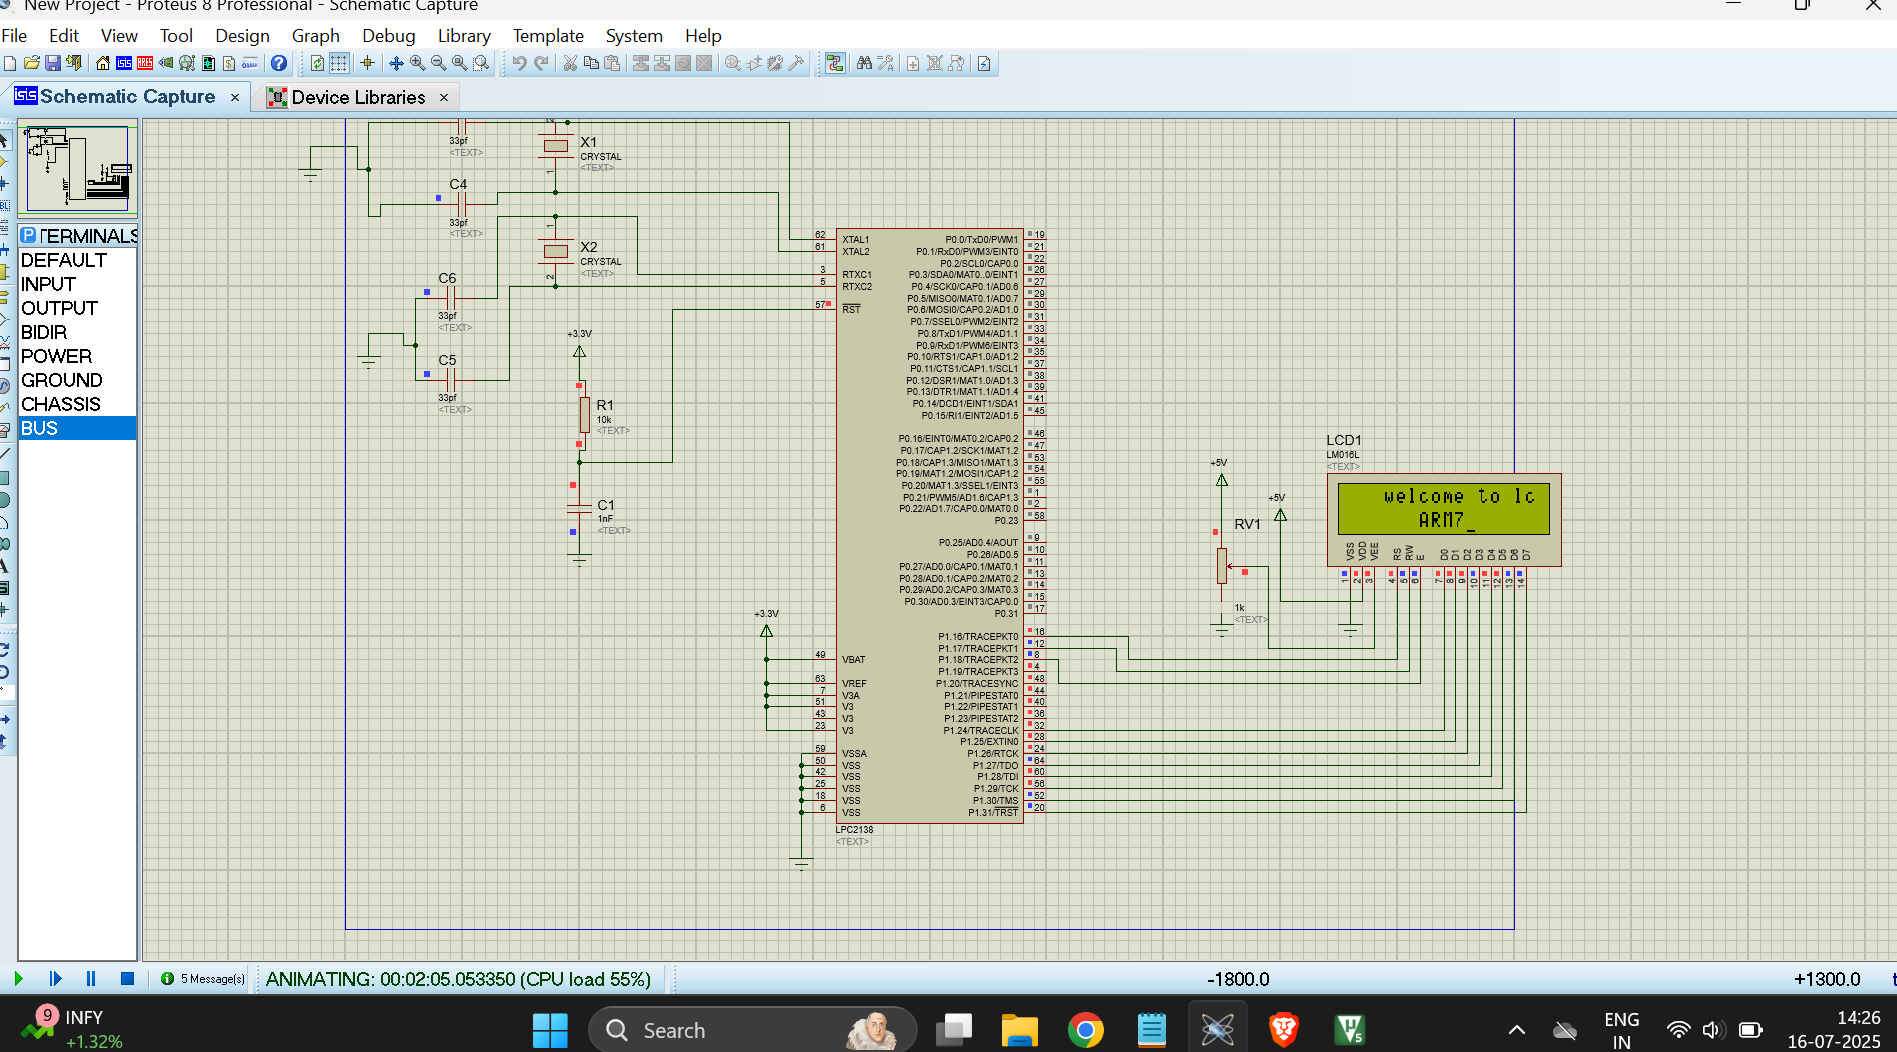 New Project - Proteus 8 Professional - Schematic Capture
File Edit View Tool Design Graph Debug Library Template System Help
Schematic Capture × Device Libraries ×
P TERMINALS
DEFAULT
INPUT
OUTPUT
BIDIR
POWER
GROUND
CHASSIS
BUS
33pf
<TEXT>
2
X1
CRYSTAL
<TEXT>
1
C4
33pf
<TEXT>
1
X2
CRYSTAL
<TEXT>
2
C6
33pf
<TEXT>
C5
33pf
<TEXT>
+3.3V
R1
10k
<TEXT>
C1
1nF
<TEXT>
+3.3V
62 XTAL1
61 XTAL2
3 RTXC1
5 RTXC2
57 RST
49 VBAT
63 VREF
7 V3A
51 V3
43 V3
23 V3
59 VSSA
50 VSS
42 VSS
25 VSS
18 VSS
6 VSS
P0.0/TxD0/PWM1 19
P0.1/RxD0/PWM3/EINT0 21
P0.2/SCL0/CAP0.0 22
P0.3/SDA0/MAT0..0/EINT1 26
P0.4/SCK0/CAP0.1/AD0.6 27
P0.5/MISO0/MAT0.1/AD0.7 29
P0.6/MOSI0/CAP0.2/AD1.0 30
P0.7/SSEL0/PWM2/EINT2 31
P0.8/TxD1/PWM4/AD1.1 33
P0.9/RxD1/PWM6/EINT3 34
P0.10/RTS1/CAP1.0/AD1.2 35
P0.11/CTS1/CAP1.1/SCL1 37
P0.12/DSR1/MAT1.0/AD1.3 38
P0.13/DTR1/MAT1.1/AD1.4 39
P0.14/DCD1/EINT1/SDA1 41
P0.15/RI1/EINT2/AD1.5 45
P0.16/EINT0/MAT0.2/CAP0.2 46
P0.17/CAP1.2/SCK1/MAT1.2 47
P0.18/CAP1.3/MISO1/MAT1.3 53
P0.19/MAT1.2/MOSI1/CAP1.2 54
P0.20/MAT1.3/SSEL1/EINT3 55
P0.21/PWM5/AD1.6/CAP1.3 1
P0.22/AD1.7/CAP0.0/MAT0.0 2
P0.23 58
P0.25/AD0.4/AOUT 9
P0.26/AD0.5 10
P0.27/AD0.0/CAP0.1/MAT0.1 11
P0.28/AD0.1/CAP0.2/MAT0.2 13
P0.29/AD0.2/CAP0.3/MAT0.3 14
P0.30/AD0.3/EINT3/CAP0.0 15
P0.31 17
P1.16/TRACEPKT0 16
P1.17/TRACEPKT1 12
P1.18/TRACEPKT2 8
P1.19/TRACEPKT3 4
P1.20/TRACESYNC 48
P1.21/PIPESTAT0 44
P1.22/PIPESTAT1 40
P1.23/PIPESTAT2 36
P1.24/TRACECLK 32
P1.25/EXTIN0 28
P1.26/RTCK 24
P1.27/TDO 64
P1.28/TDI 60
P1.29/TCK 56
P1.30/TMS 52
P1.31/TRST 20
LPC2138
<TEXT>
+5V
+5V
RV1
1k
<TEXT>
LCD1
LM016L
<TEXT>
welcome to lc
ARM7_
VSS VDD VEE RS RW E D0 D1 D2 D3 D4 D5 D6 D7
1 2 3 4 5 6 7 8 9 10 11 12 13 14
5 Message(s) ANIMATING: 00:02:05.053350 (CPU load 55%) -1800.0 +1300.0
9 INFY
+1.32%
Search
ENG
IN
14:26
16-07-2025